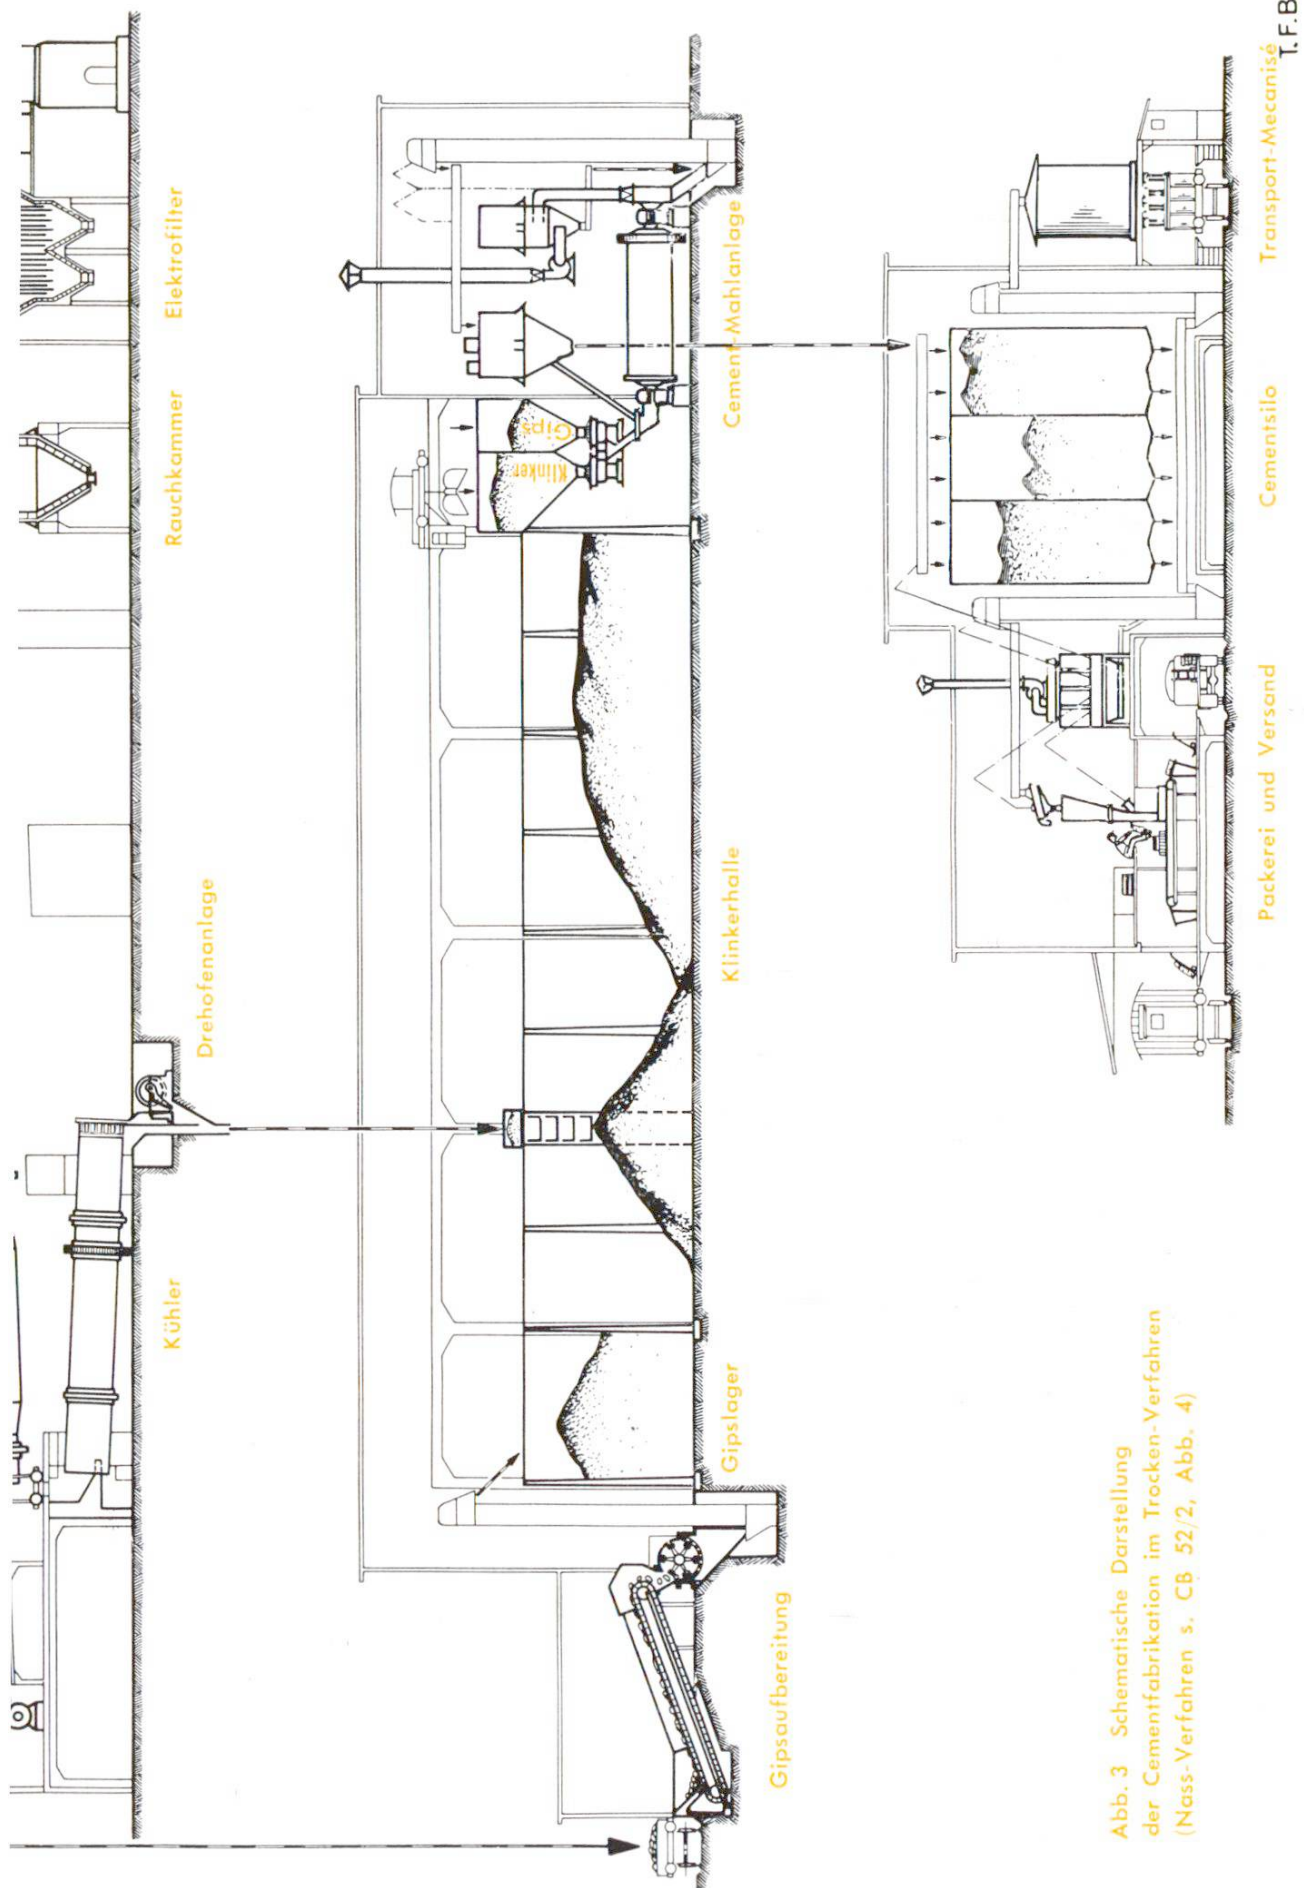 Kühler
Drehofenanlage
Rauchkammer
Elektrofilter
Klinker
Gips
Gipsaufbereitung
Gipslager
Klinkerhalle
Cement-Mahlanlage
Packerei und Versand
Cementsilo
Transport-Mecanisé
Abb. 3 Schematische Darstellung
der Cementfabrikation im Trocken-Verfahren
(Nass-Verfahren s. CB 52/2, Abb. 4)
T.F.B